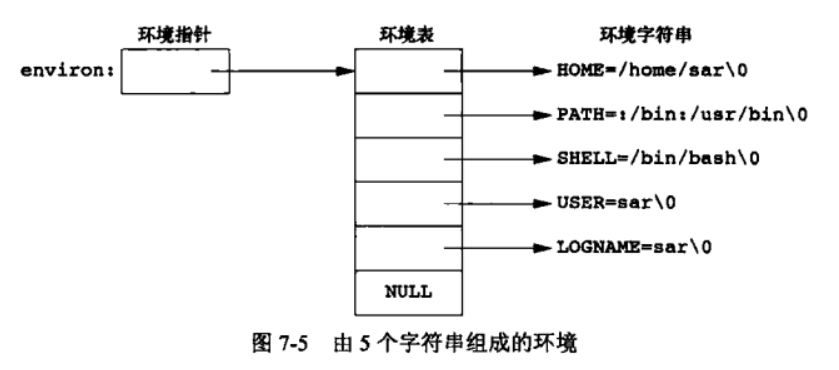 环境指针 环境表 环境字符串
environ: HOME=/home/sar\0
PATH=:/bin:/usr/bin\0
SHELL=/bin/bash\0
USER=sar\0
LOGNAME=sar\0
NULL
图 7-5 由 5 个字符串组成的环境